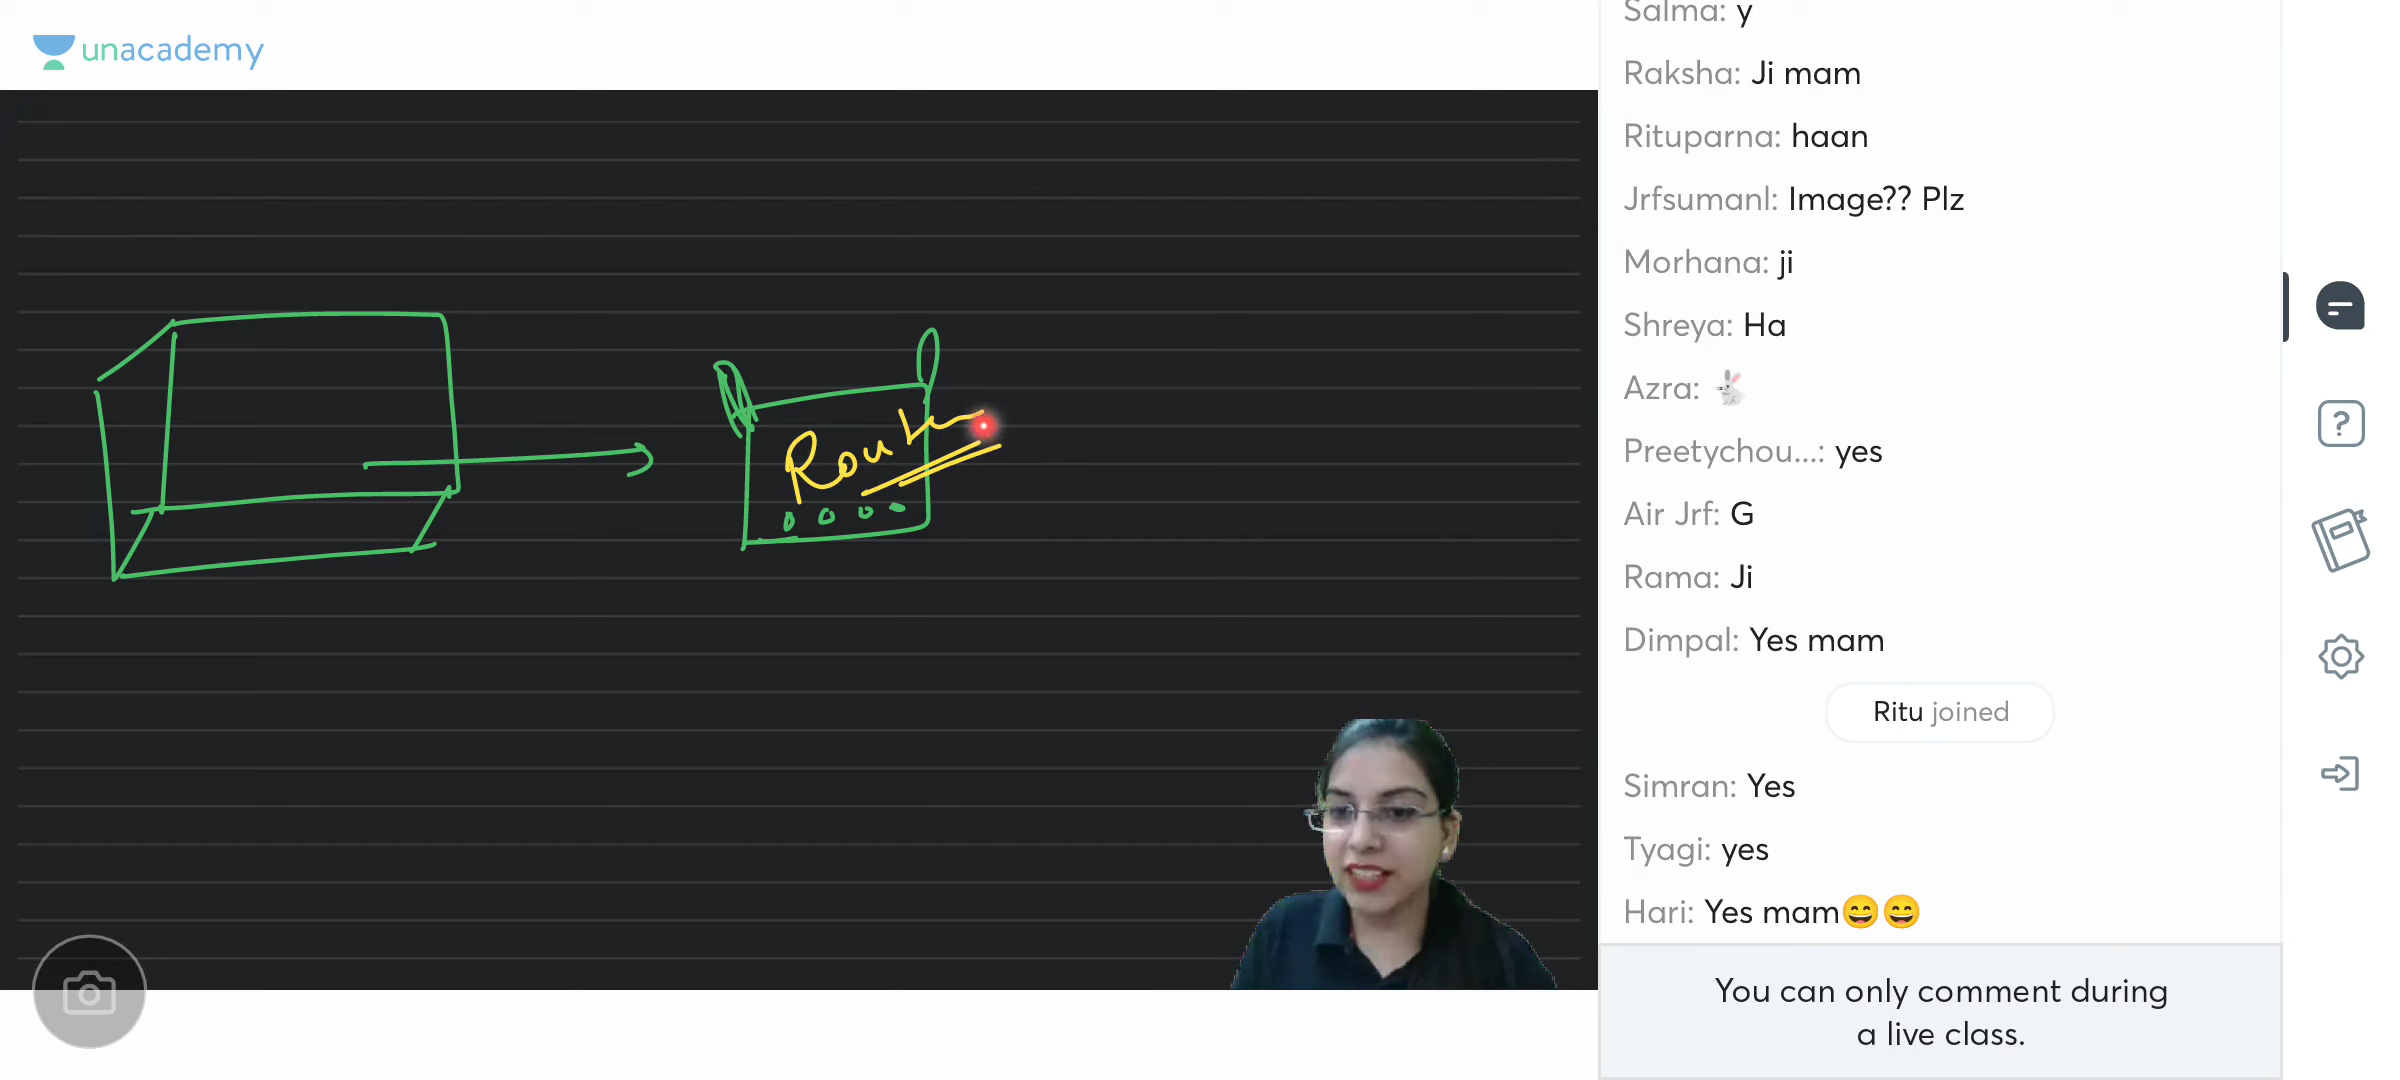 unacademy
Router
Salma: y
Raksha: Ji mam
Rituparna: haan
Jrfsumanl: Image?? Plz
Morhana: ji
Shreya: Ha
Azra: 🐇
Preetychou...: yes
Air Jrf: G
Rama: Ji
Dimpal: Yes mam
Ritu joined
Simran: Yes
Tyagi: yes
Hari: Yes mam😄😄
You can only comment during
a live class.